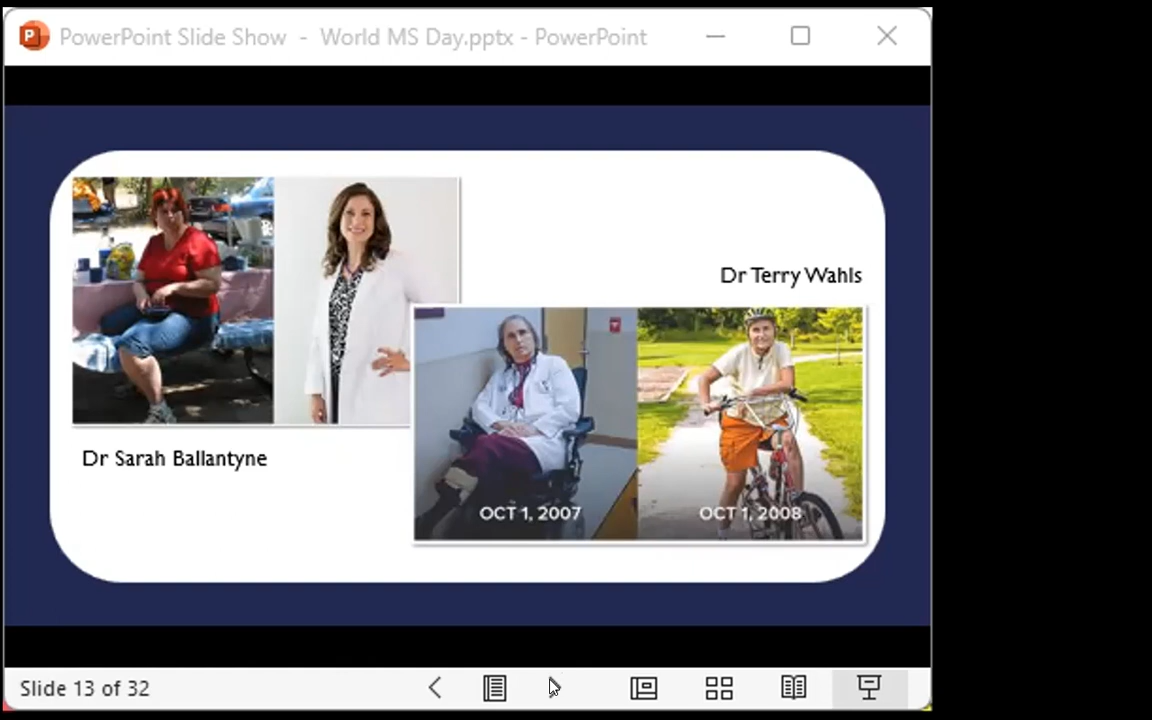 PowerPoint Slide Show - World MS Day.pptx - PowerPoint
Dr Terry Wahls
Dr Sarah Ballantyne
OCT 1, 2007
OCT 1, 2008
Slide 13 of 32